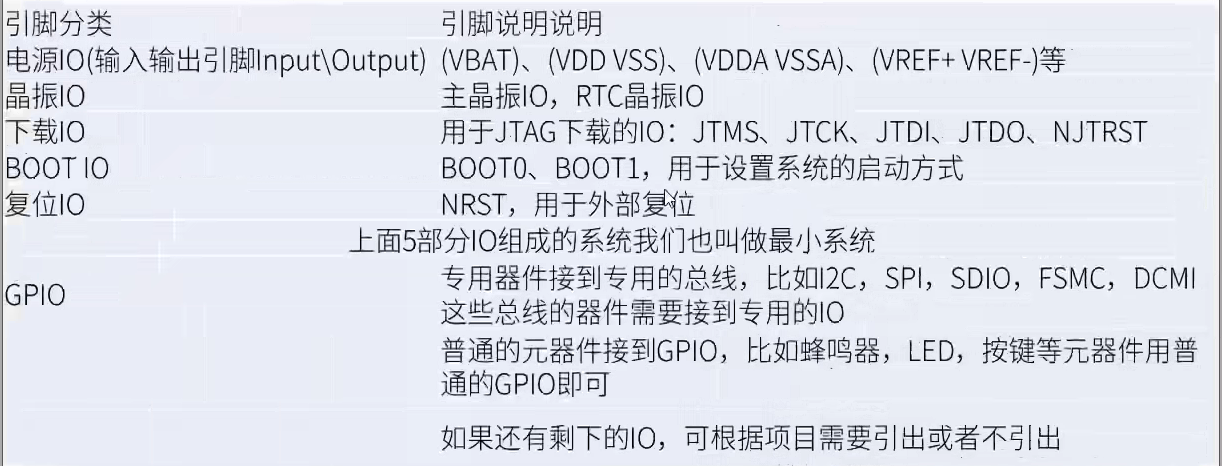 引脚分类 引脚说明说明
电源IO(输入输出引脚Input\Output) (VBAT)、(VDD VSS)、(VDDA VSSA)、(VREF+ VREF-)等
晶振IO 主晶振IO，RTC晶振IO
下载IO 用于JTAG下载的IO：JTMS、JTCK、JTDI、JTDO、NJTRST
BOOT IO BOOT0、BOOT1，用于设置系统的启动方式
复位IO NRST，用于外部复位
上面5部分IO组成的系统我们也叫做最小系统
GPIO
专用器件接到专用的总线，比如I2C，SPI，SDIO，FSMC，DCMI
这些总线的器件需要接到专用的IO
普通的元器件接到GPIO，比如蜂鸣器，LED，按键等元器件用普
通的GPIO即可
如果还有剩下的IO，可根据项目需要引出或者不引出